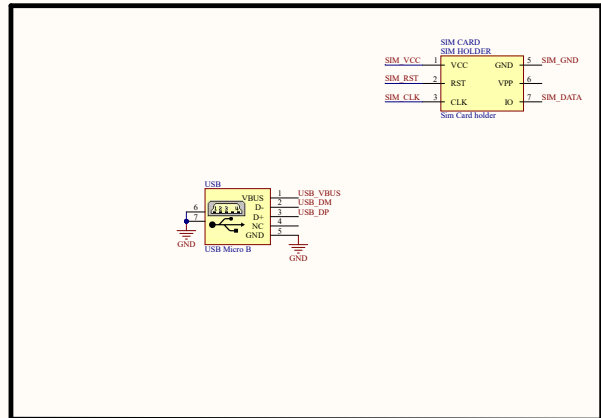 SIM CARD
SIM HOLDER
SIM_VCC 1 VCC GND 5 SIM_GND
SIM_RST 2 RST VPP 6
SIM_CLK 3 CLK IO 7 SIM_DATA
Sim Card holder
USB
VBUS 1 USB_VBUS
6 D- 2 USB_DM
7 D+ 3 USB_DP
NC 4
GND 5
GND
USB Micro B
GND